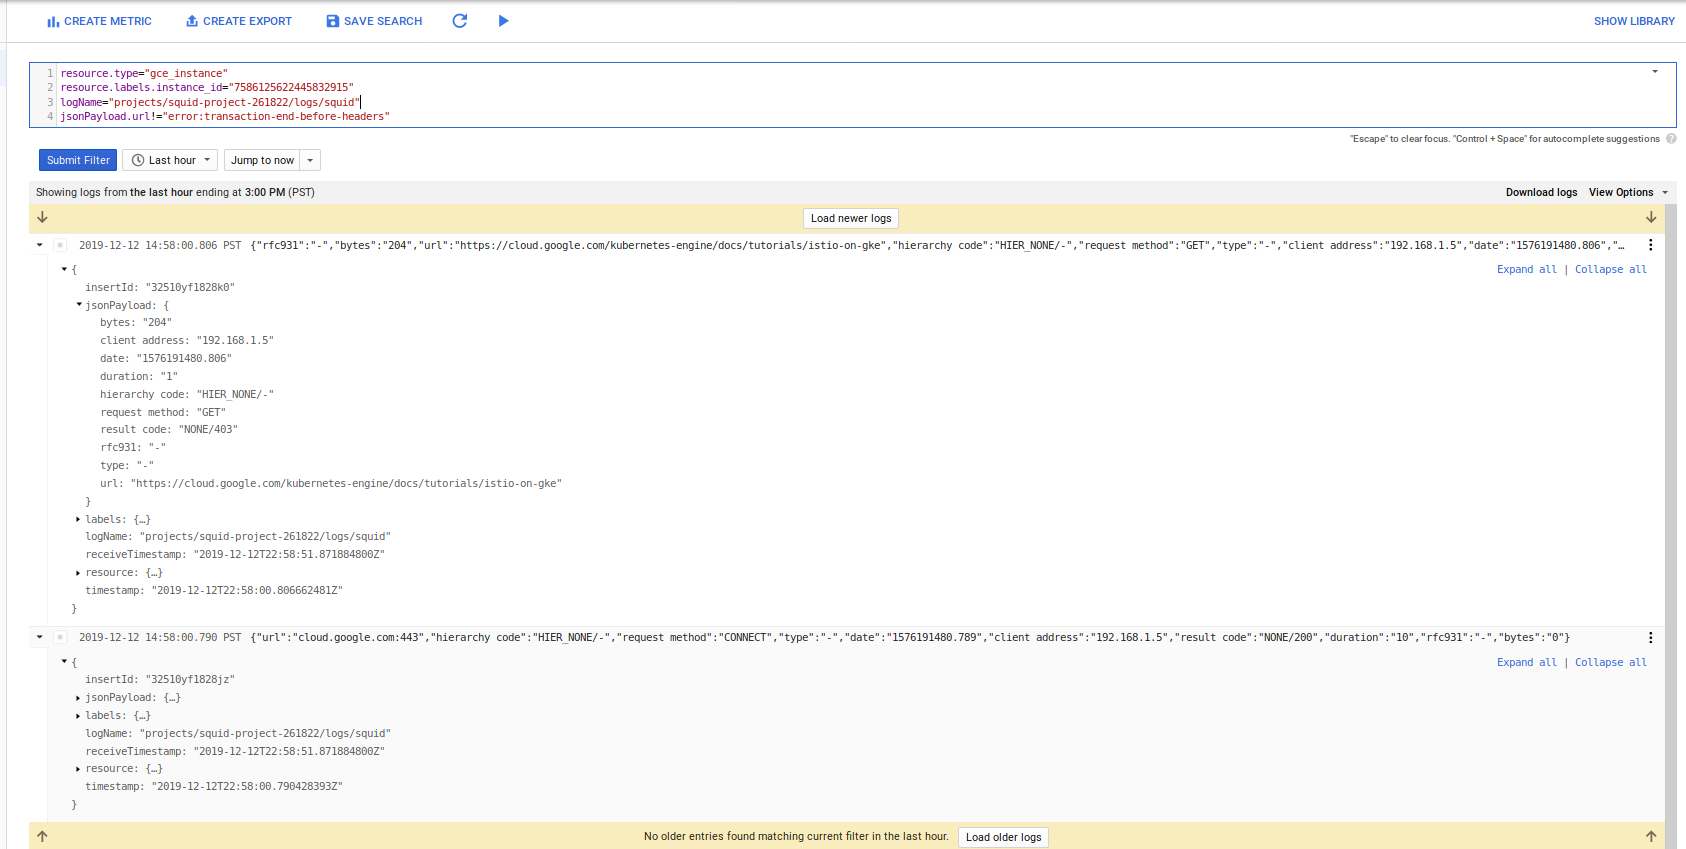 CREATE METRIC CREATE EXPORT SAVE SEARCH SHOW LIBRARY
1 resource.type="gce_instance"
2 resource.labels.instance_id="7586125622445832915"
3 logName="projects/squid-project-261822/logs/squid"
4 jsonPayload.url!="error:transaction-end-before-headers"
"Escape" to clear focus. "Control + Space" for autocomplete suggestions ?
Submit Filter Last hour Jump to now
Showing logs from the last hour ending at 3:00 PM (PST) Download logs View Options
Load newer logs
2019-12-12 14:58:00.806 PST {"rfc931":"-","bytes":"204","url":"https://cloud.google.com/kubernetes-engine/docs/tutorials/istio-on-gke","hierarchy code":"HIER_NONE/-","request method":"GET","type":"-","client address":"192.168.1.5","date":"1576191480.806","…
{ Expand all | Collapse all
insertId: "32510yf1828k0"
jsonPayload: {
bytes: "204"
client address: "192.168.1.5"
date: "1576191480.806"
duration: "1"
hierarchy code: "HIER_NONE/-"
request method: "GET"
result code: "NONE/403"
rfc931: "-"
type: "-"
url: "https://cloud.google.com/kubernetes-engine/docs/tutorials/istio-on-gke"
}
labels: {…}
logName: "projects/squid-project-261822/logs/squid"
receiveTimestamp: "2019-12-12T22:58:51.871884800Z"
resource: {…}
timestamp: "2019-12-12T22:58:00.806662481Z"
}
2019-12-12 14:58:00.790 PST {"url":"cloud.google.com:443","hierarchy code":"HIER_NONE/-","request method":"CONNECT","type":"-","date":"1576191480.789","client address":"192.168.1.5","result code":"NONE/200","duration":"10","rfc931":"-","bytes":"0"}
{ Expand all | Collapse all
insertId: "32510yf1828jz"
jsonPayload: {…}
labels: {…}
logName: "projects/squid-project-261822/logs/squid"
receiveTimestamp: "2019-12-12T22:58:51.871884800Z"
resource: {…}
timestamp: "2019-12-12T22:58:00.790428393Z"
}
No older entries found matching current filter in the last hour. Load older logs